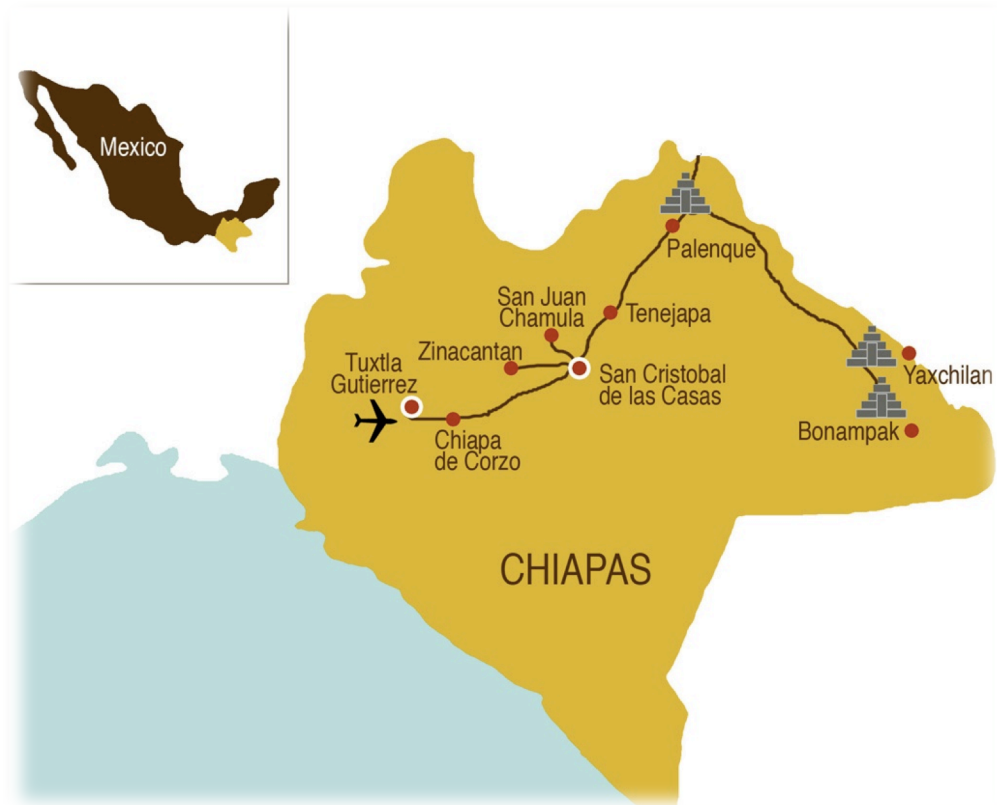 Mexico
Palenque
San Juan
Chamula
Tenejapa
Zinacantan
Tuxtla
Gutierrez
San Cristobal
de las Casas
Yaxchilan
Bonampak
Chiapa
de Corzo
CHIAPAS